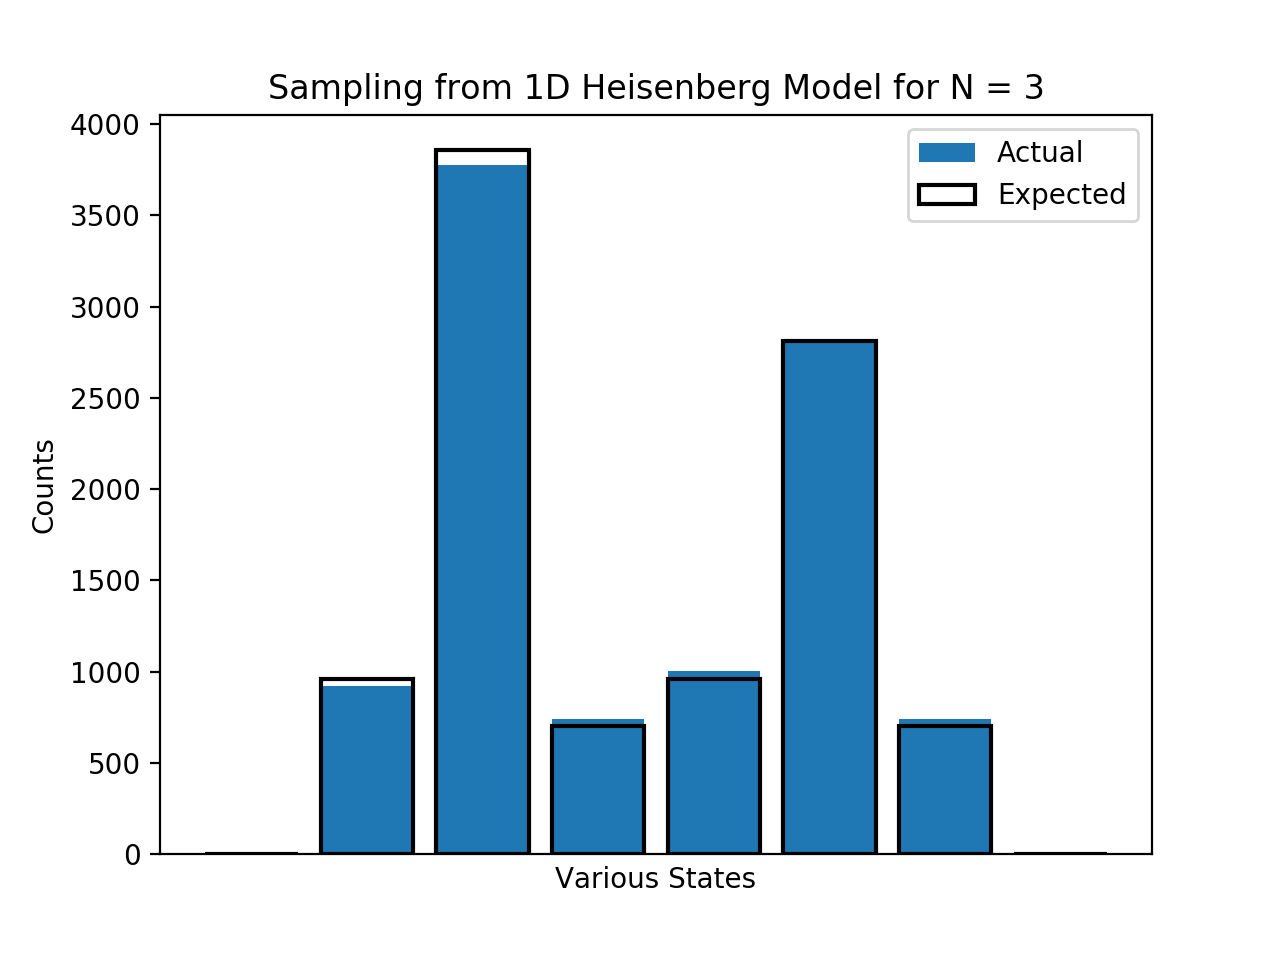 Sampling from 1D Heisenberg Model for N = 3
4000
3500
3000
2500
2000
1500
1000
500
0
Counts
Actual
Expected
Various States